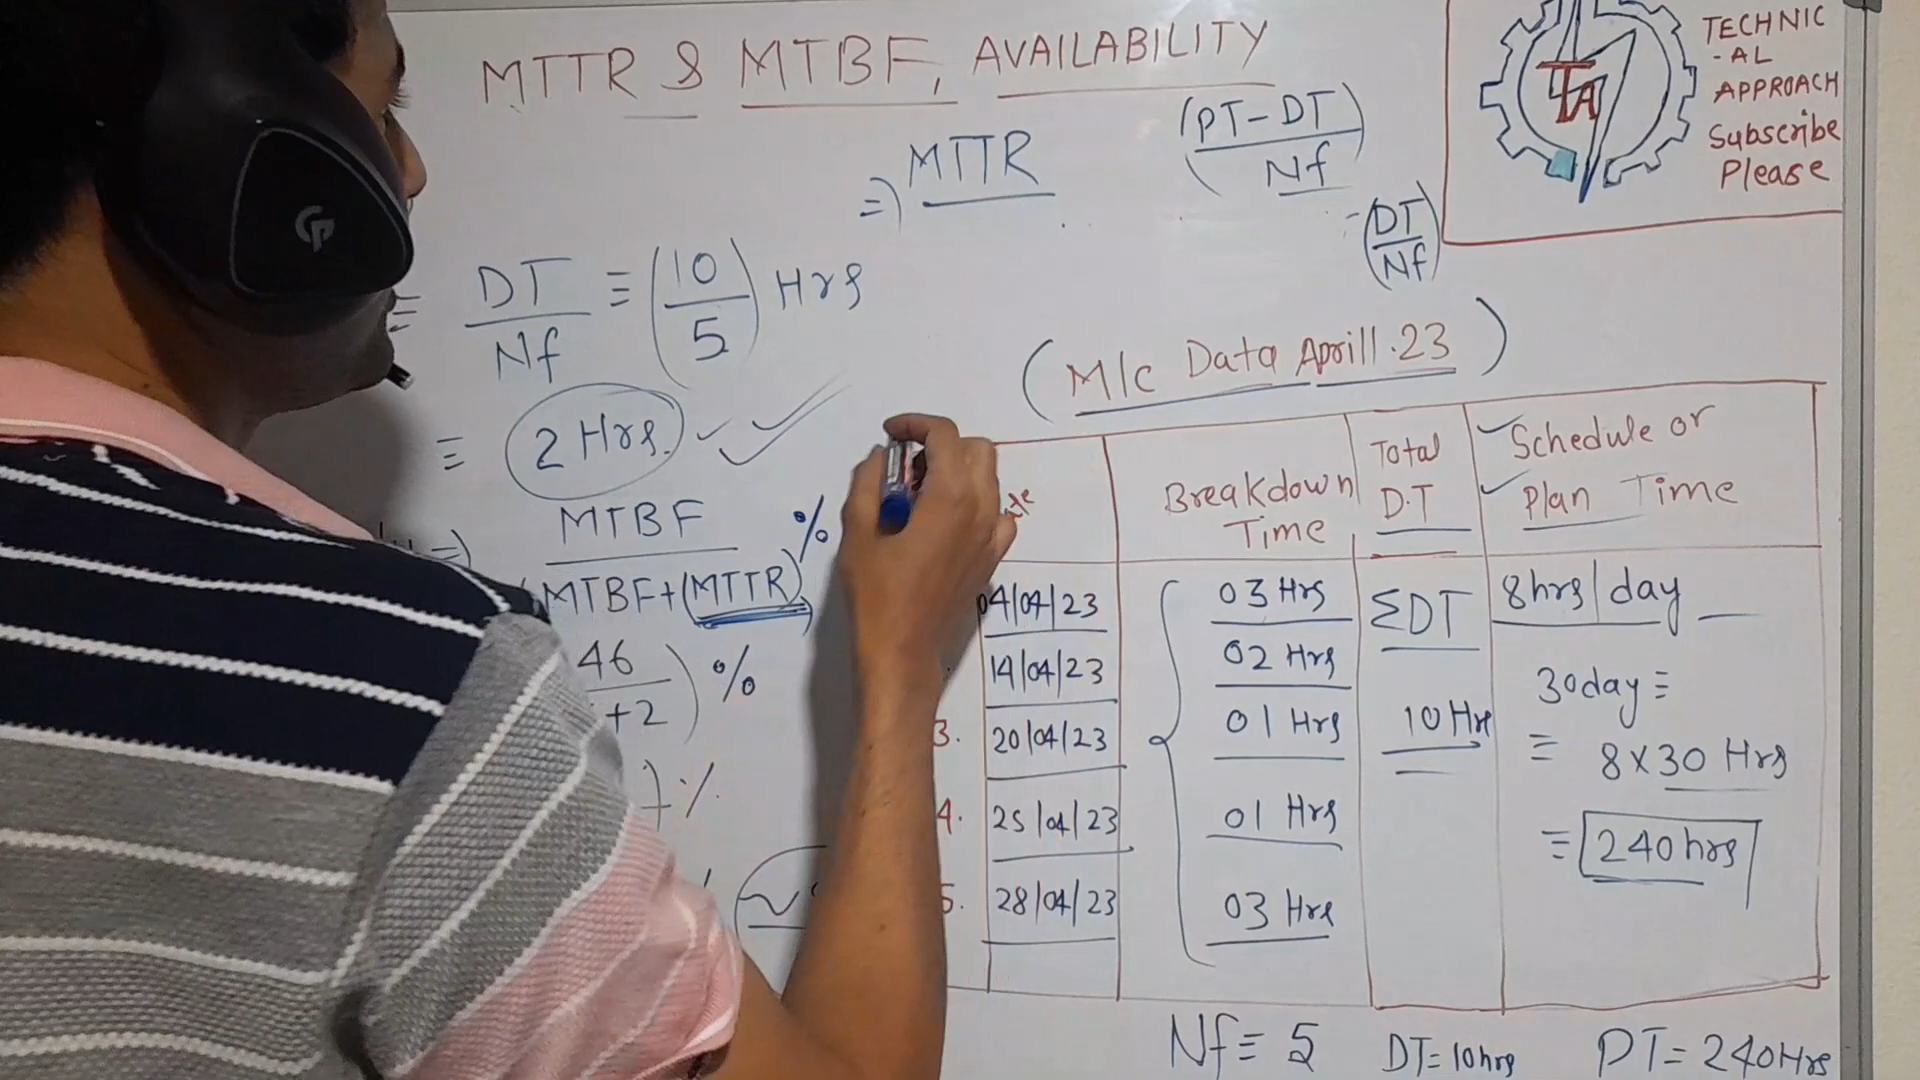 MTTR & MTBF, AVAILABILITY
TECHNIC
-AL
APPROACH
Subscribe
Please
TA
=> MTTR
(PT-DT)
Nf
(DT)
Nf
≡ DT ≡ (10) Hrs
Nf 5
≡ 2 Hrs.
MTBF %
MTBF+(MTTR)
46 ) %
+2
) %
(M/c Data Aprill.23)
Breakdown
Time
Total
D.T
Schedule or
Plan Time
04/04/23 03 Hrs ΣDT 8hrs/day
14/04/23 02 Hrs
30day ≡
3. 20/04/23 01 Hrs 10 Hr
≡ 8×30 Hrs
4. 25/04/23 01 Hrs
≡ 240hrs
5. 28/04/23 03 Hrs
Nf ≡ 5 DT=10hrs PT=240Hrs